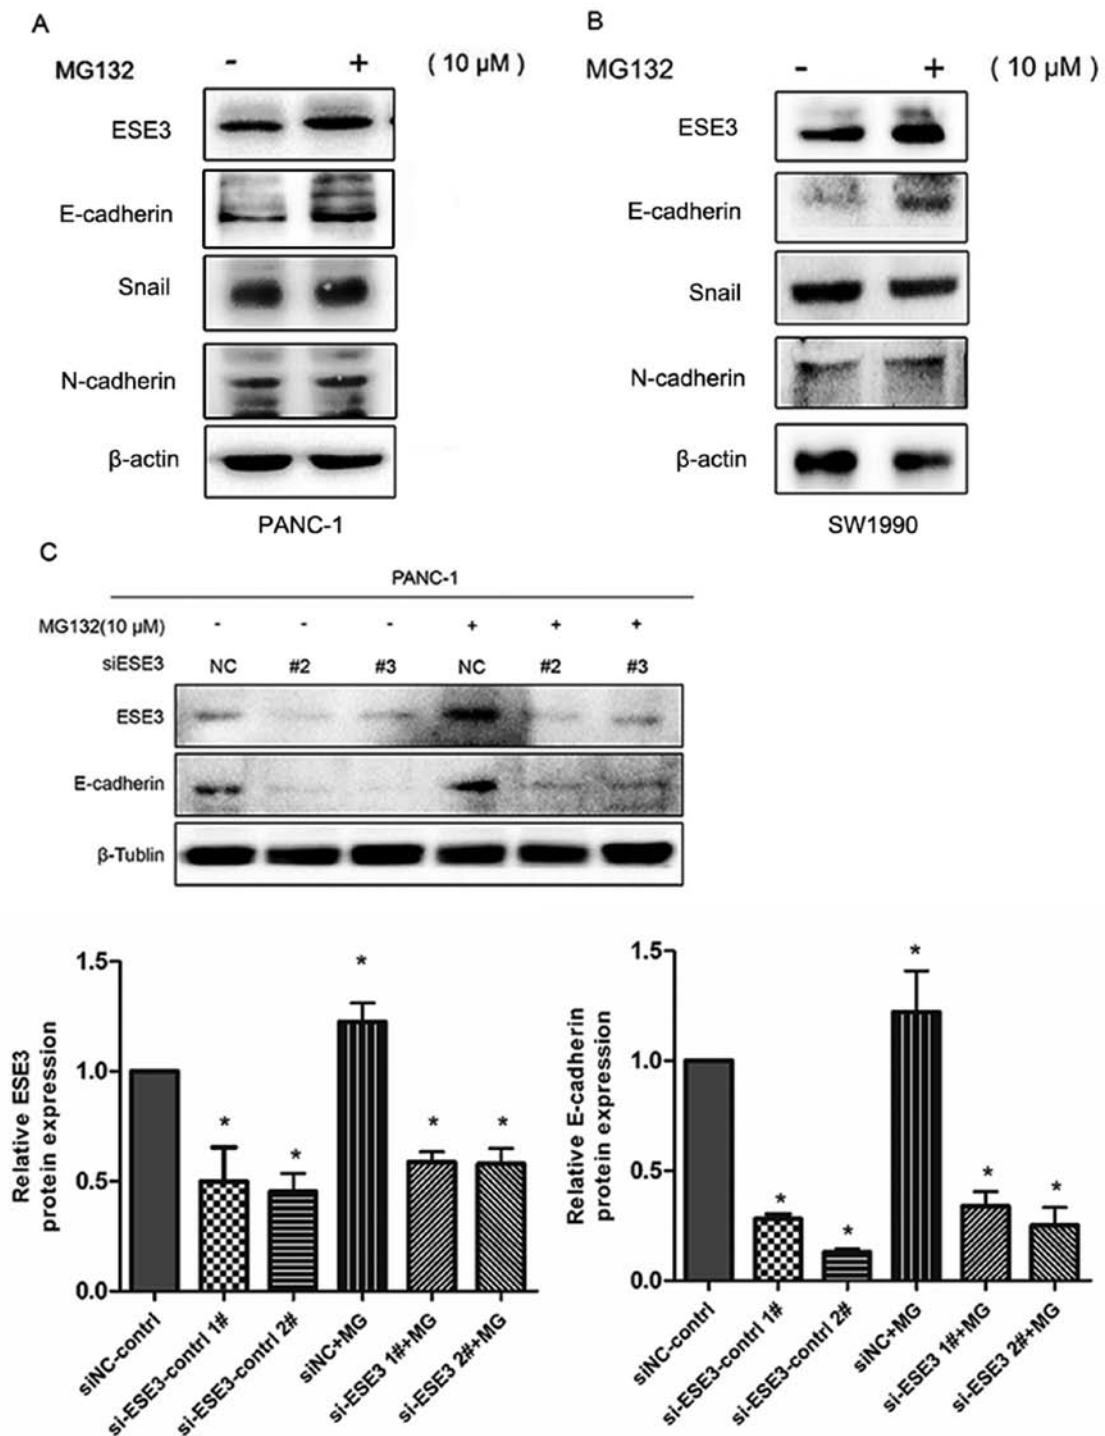 A
MG132 - + ( 10 μM )
ESE3
E-cadherin
Snail
N-cadherin
β-actin
PANC-1
B
MG132 - + ( 10 μM )
ESE3
E-cadherin
Snail
N-cadherin
β-actin
SW1990
C
PANC-1
MG132(10 μM) - - - + + +
siESE3 NC #2 #3 NC #2 #3
ESE3
E-cadherin
β-Tublin
Relative ESE3
protein expression
1.5
1.0
0.5
0.0
* * * * *
siNC-contrl
si-ESE3-contrl 1#
si-ESE3-contrl 2#
siNC+MG
si-ESE3 1#+MG
si-ESE3 2#+MG
Relative E-cadherin
protein expression
1.5
1.0
0.5
0.0
* * * * *
siNC-contrl
si-ESE3-contrl 1#
si-ESE3-contrl 2#
siNC+MG
si-ESE3 1#+MG
si-ESE3 2#+MG